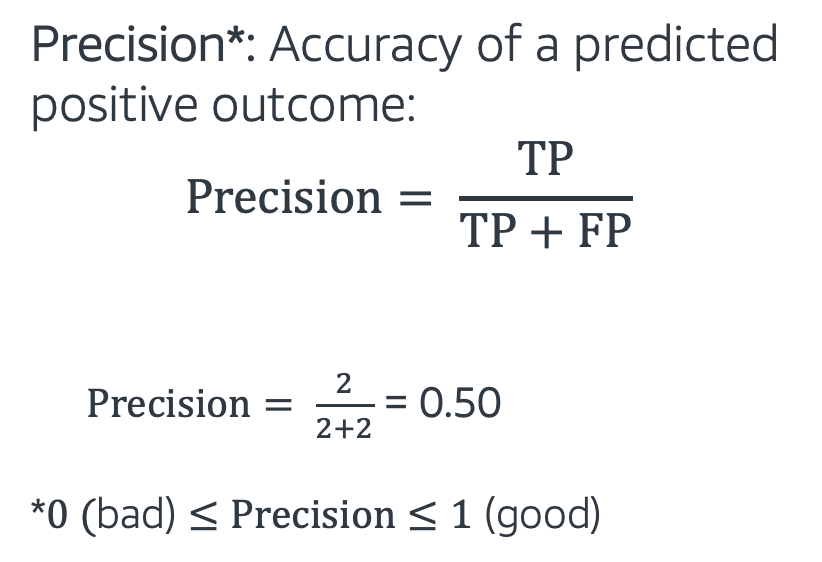 Precision*: Accuracy of a predicted
positive outcome:
Precision = TP / TP + FP
Precision = 2 / 2+2 = 0.50
*0 (bad) ≤ Precision ≤ 1 (good)